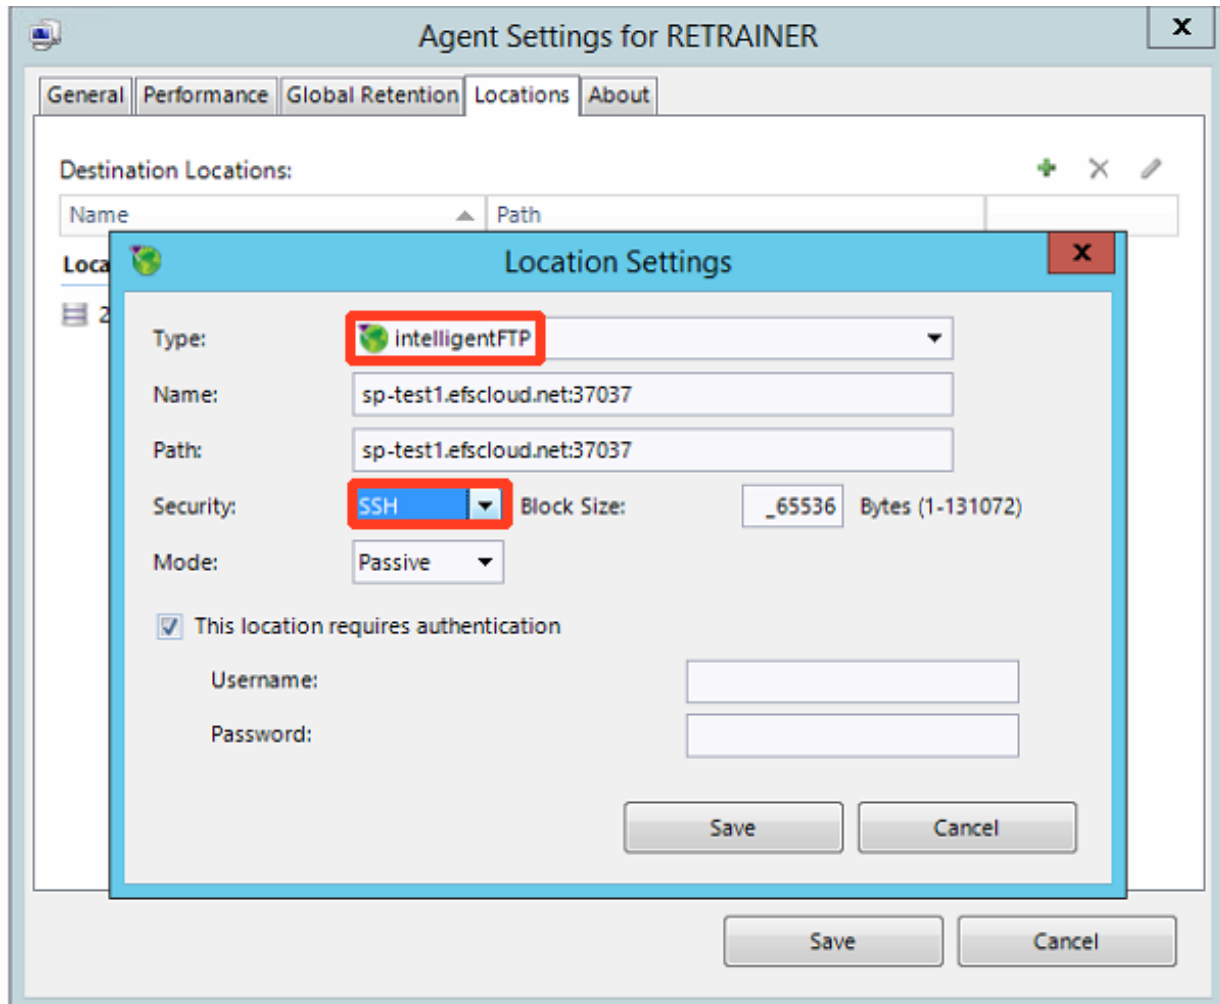 Agent Settings for RETRAINER
x
General Performance Global Retention Locations About
Destination Locations:
Name Path
Location Settings
x
Type: intelligentFTP
Name: sp-test1.efscloud.net:37037
Path: sp-test1.efscloud.net:37037
Security: SSH Block Size: _65536 Bytes (1-131072)
Mode: Passive
This location requires authentication
Username:
Password:
Save Cancel
Save Cancel